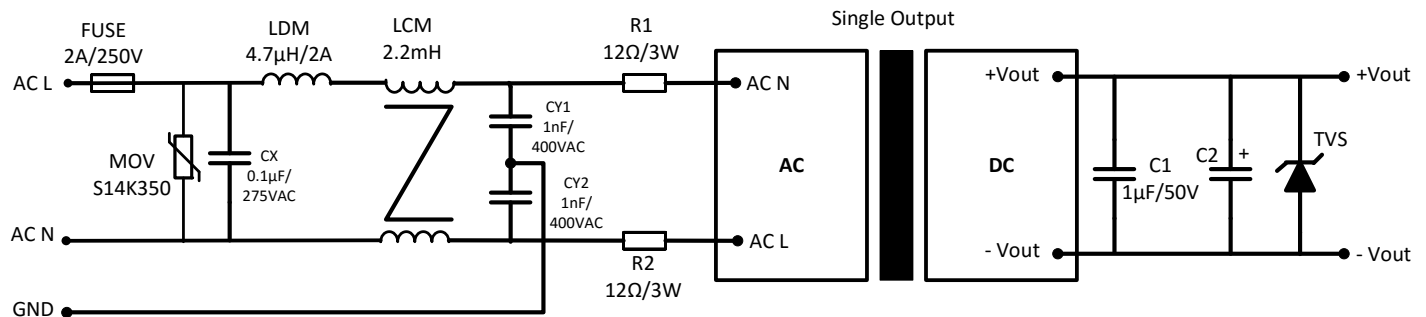 Single Output
FUSE
2A/250V
LDM
4.7µH/2A
LCM
2.2mH
R1
12Ω/3W
AC L
AC N
+Vout
+Vout
CY1
1nF/
400VAC
MOV
S14K350
CX
0.1µF/
275VAC
AC
DC
C1
1µF/50V
C2
+
TVS
CY2
1nF/
400VAC
AC N
AC L
- Vout
- Vout
R2
12Ω/3W
GND